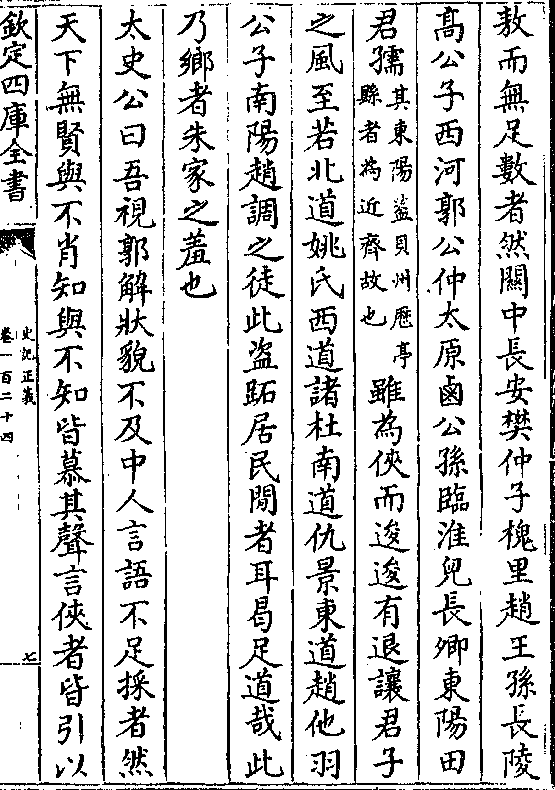 敖而無足數者然關中長安樊仲子槐里趙王孫長陵
髙公子西河郭公仲太原鹵公孫臨淮兒長卿東陽田
君孺其東陽盖貝州歴亭縣者為近齊故也雖為俠而逡逡有退讓君子
之風至若北道姚氏西道諸杜南道仇景東道趙他羽
公子南陽趙調之徒此盗跖居民閒者耳曷足道哉此
乃鄉者朱家之羞也
太史公曰吾視郭解狀貌不及中人言語不足採者然
天下無賢與不肖知與不知皆慕其聲言俠者皆引以
欽定四庫全書
史記正義
卷一百二十四
七